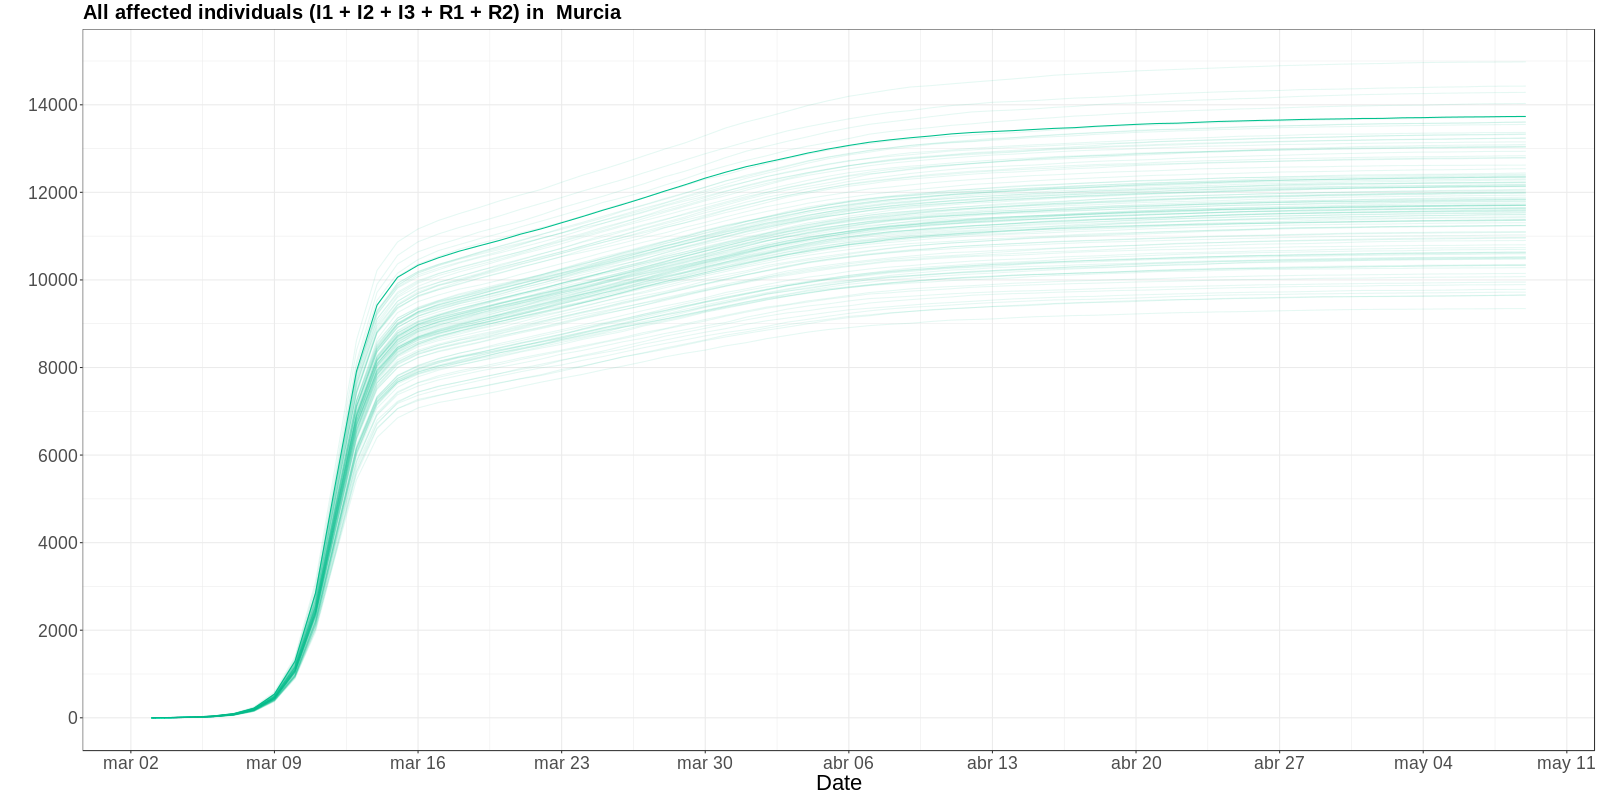 All affected individuals (I1 + I2 + I3 + R1 + R2) in  Murcia
14000
12000
10000
8000
6000
4000
2000
0
mar 02 mar 09 mar 16 mar 23 mar 30 abr 06 abr 13 abr 20 abr 27 may 04 may 11
Date